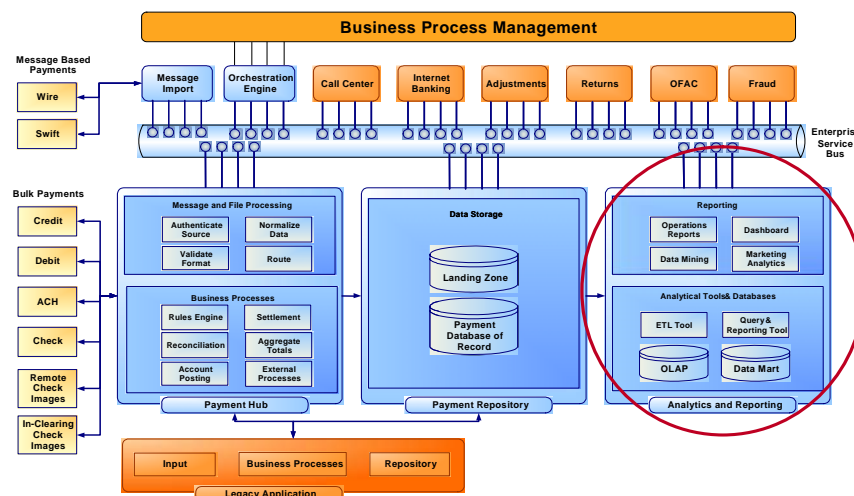 Business Process Management
Message Based
Payments
Wire
Swift
Message
Import
Orchestration
Engine
Call Center
Internet
Banking
Adjustments
Returns
OFAC
Fraud
Enterprise
Service
Bus
Bulk Payments
Credit
Debit
ACH
Check
Remote
Check
Images
In-Clearing
Check
Images
Message and File Processing
Authenticate
Source
Normalize
Data
Validate
Format
Route
Business Processes
Rules Engine
Settlement
Reconciliation
Aggregate
Totals
Account
Posting
External
Processes
Payment Hub
Data Storage
Landing Zone
Payment
Database of
Record
Payment Repository
Reporting
Operations
Reports
Dashboard
Data Mining
Marketing
Analytics
Analytical Tools& Databases
ETL Tool
Query&
Reporting Tool
OLAP
Data Mart
Analytics and Reporting
Input
Business Processes
Repository
Legacy Application